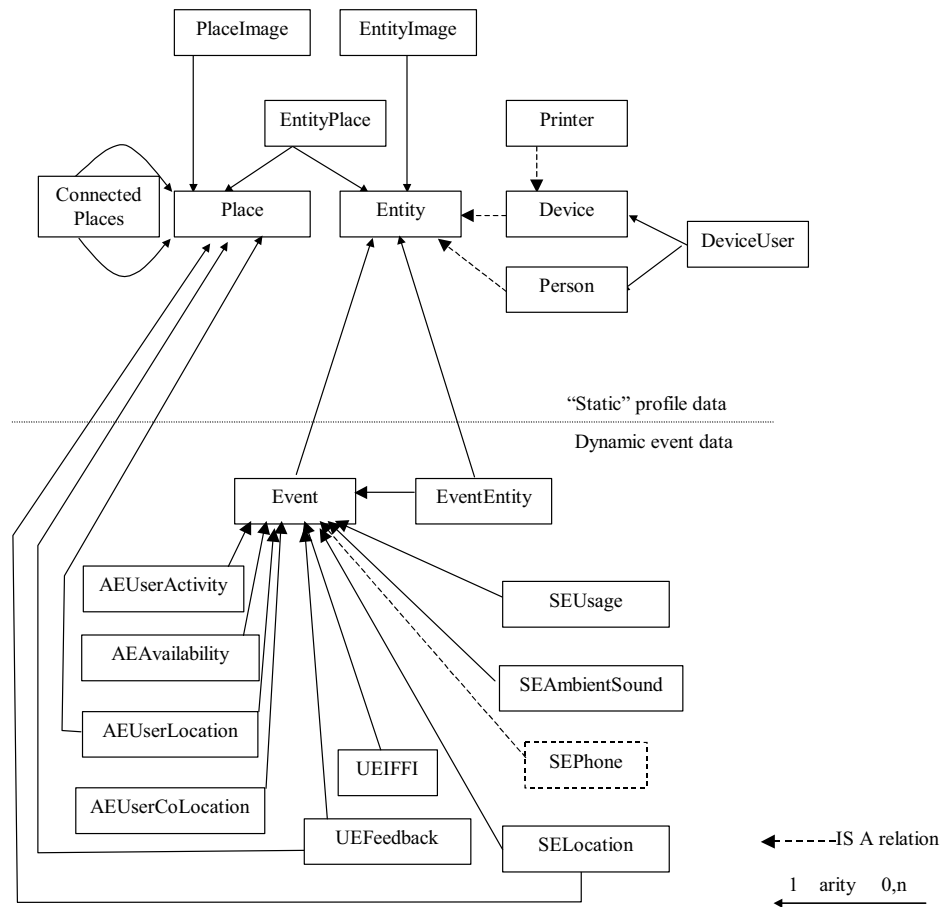 PlaceImage
EntityImage
EntityPlace
Printer
Connected
Places
Place
Entity
Device
DeviceUser
Person
“Static” profile data
Dynamic event data
Event
EventEntity
AEUserActivity
SEUsage
AEAvailability
SEAmbientSound
AEUserLocation
UEIFFI
SEPhone
AEUserCoLocation
UEFeedback
SELocation
IS A relation
1 arity 0,n